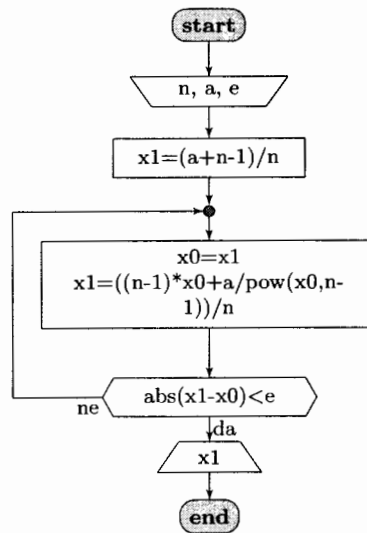 start
n, a, e
x1=(a+n-1)/n
x0=x1
x1=((n-1)*x0+a/pow(x0,n-
1))/n
abs(x1-x0)<e
ne
da
x1
end